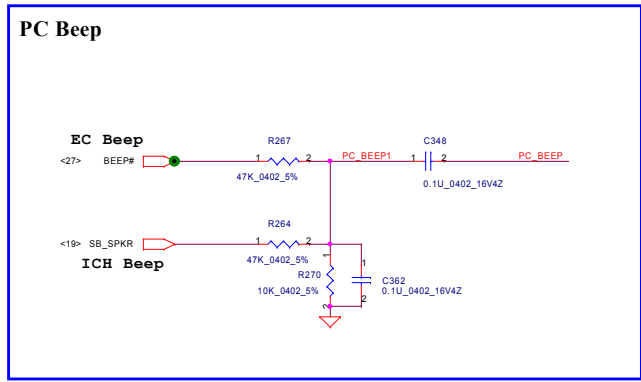 PC Beep
EC Beep
<27> BEEP#
R267
1 2
47K_0402_5%
PC_BEEP1
C348
1 2
0.1U_0402_16V4Z
PC_BEEP
<19> SB_SPKR
ICH Beep
R264
1 2
47K_0402_5%
R270
10K_0402_5%
1
2
C362
0.1U_0402_16V4Z
1
2